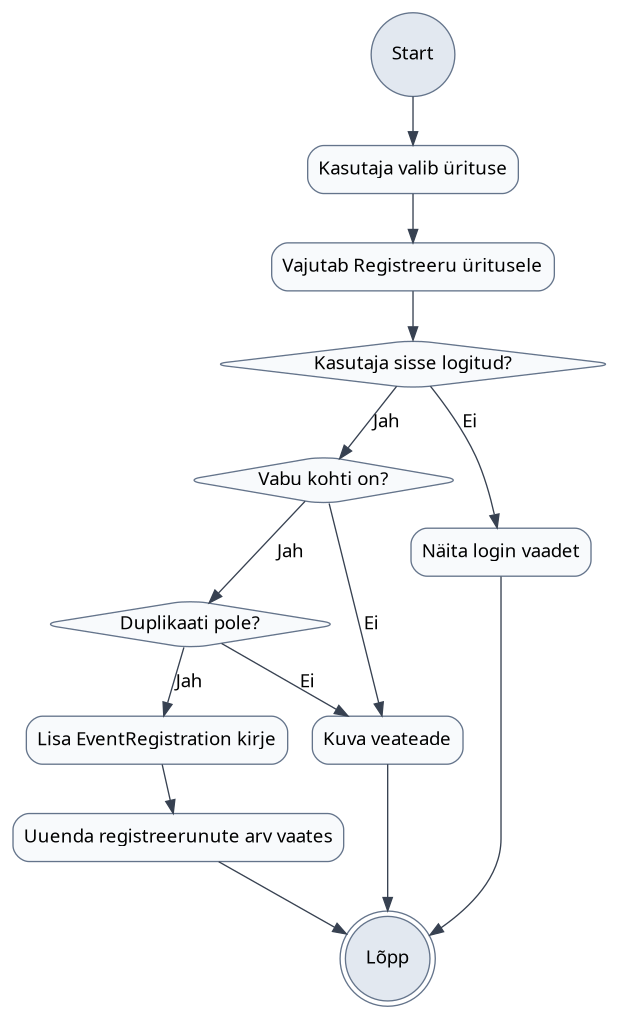 Start
Kasutaja valib ürituse
Vajutab Registreeru üritusele
Kasutaja sisse logitud?
Jah
Ei
Vabu kohti on?
Näita login vaadet
Jah
Ei
Duplikaati pole?
Jah
Ei
Lisa EventRegistration kirje
Kuva veateade
Uuenda registreerunute arv vaates
Lõpp